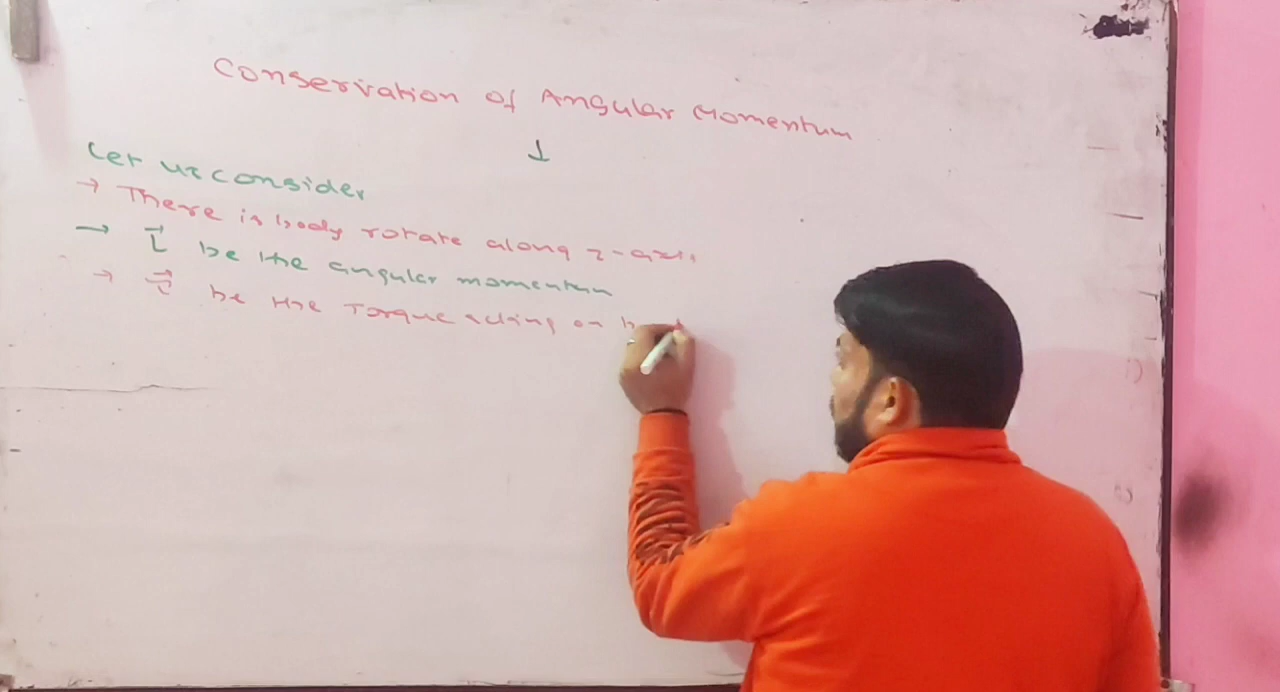 Conservation of Angular Momentum
↓
Let us consider
→ There is body rotate along z-axis
→ L⃗ be the angular momentum
→ τ⃗ be the Torque acting on